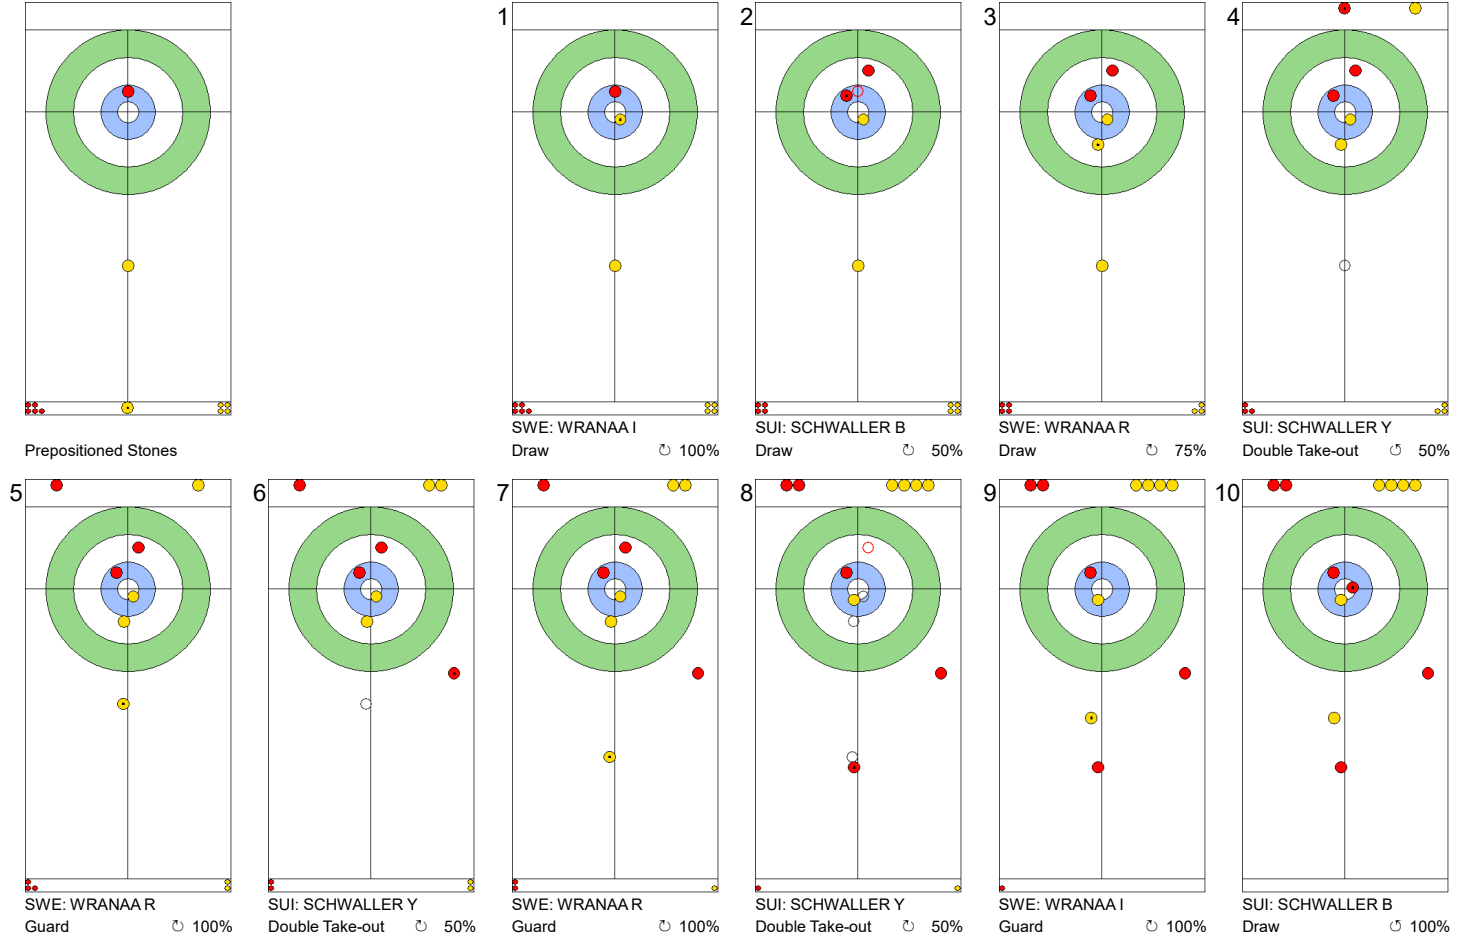 1
2
3
4
Prepositioned Stones
SWE: WRANAA I
Draw ↻ 100%
SUI: SCHWALLER B
Draw ↻ 50%
SWE: WRANAA R
Draw ↻ 75%
SUI: SCHWALLER Y
Double Take-out ↺ 50%
5
6
7
8
9
10
SWE: WRANAA R
Guard ↻ 100%
SUI: SCHWALLER Y
Double Take-out ↻ 50%
SWE: WRANAA R
Guard ↻ 100%
SUI: SCHWALLER Y
Double Take-out ↻ 50%
SWE: WRANAA I
Guard ↻ 100%
SUI: SCHWALLER B
Draw ↺ 100%